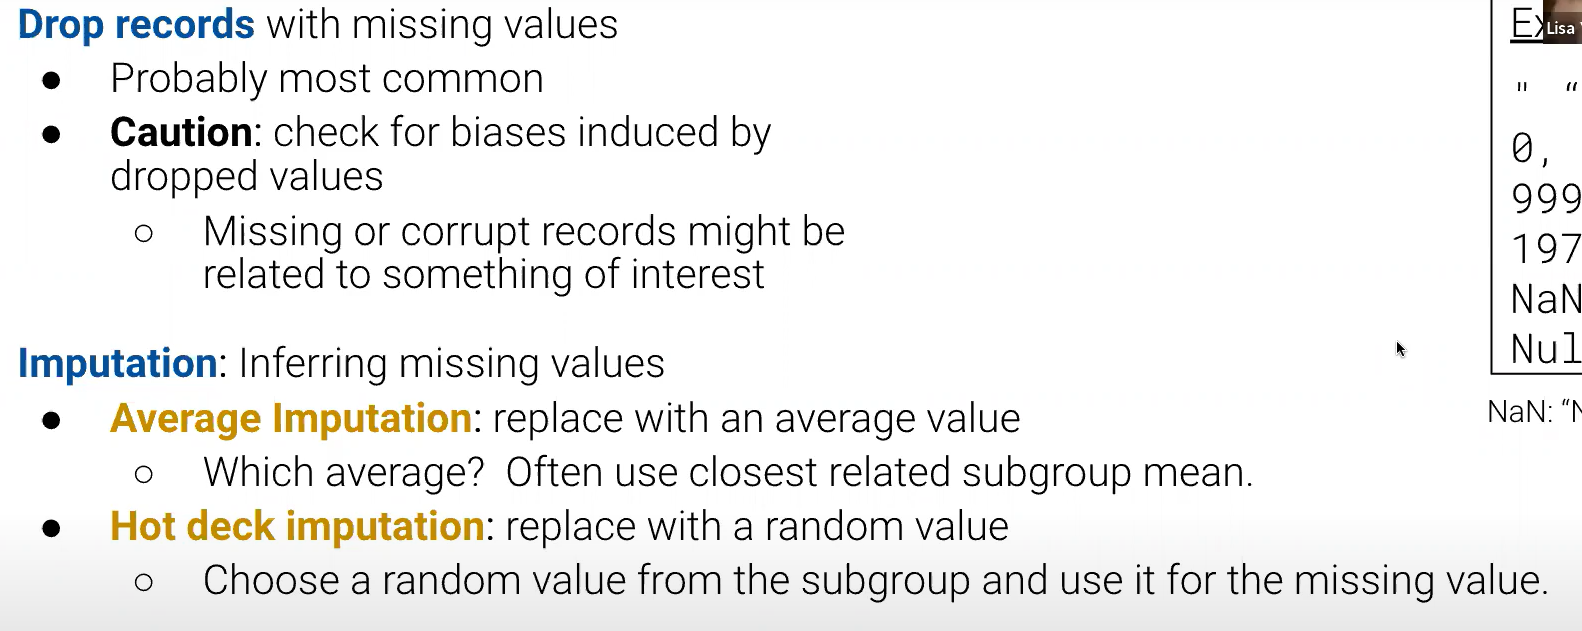 Drop records with missing values
● Probably most common
● Caution: check for biases induced by
dropped values
○ Missing or corrupt records might be
related to something of interest
Imputation: Inferring missing values
● Average Imputation: replace with an average value
○ Which average?  Often use closest related subgroup mean.
● Hot deck imputation: replace with a random value
○ Choose a random value from the subgroup and use it for the missing value.
Lisa
" “
0,
999
197
NaN
Nul
NaN: “N